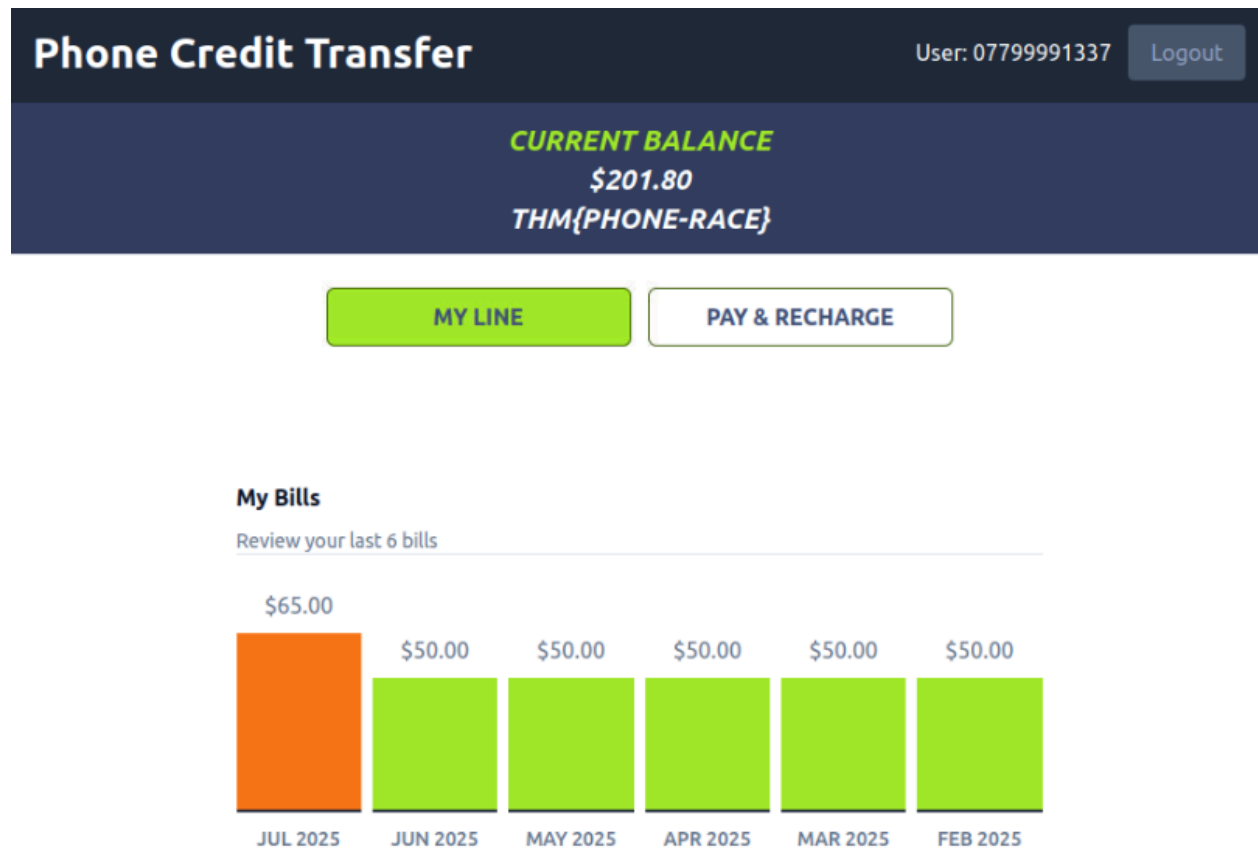 Phone Credit Transfer
User: 07799991337
Logout
CURRENT BALANCE
$201.80
THM{PHONE-RACE}
MY LINE
PAY & RECHARGE
My Bills
Review your last 6 bills
$65.00
$50.00
$50.00
$50.00
$50.00
$50.00
JUL 2025
JUN 2025
MAY 2025
APR 2025
MAR 2025
FEB 2025